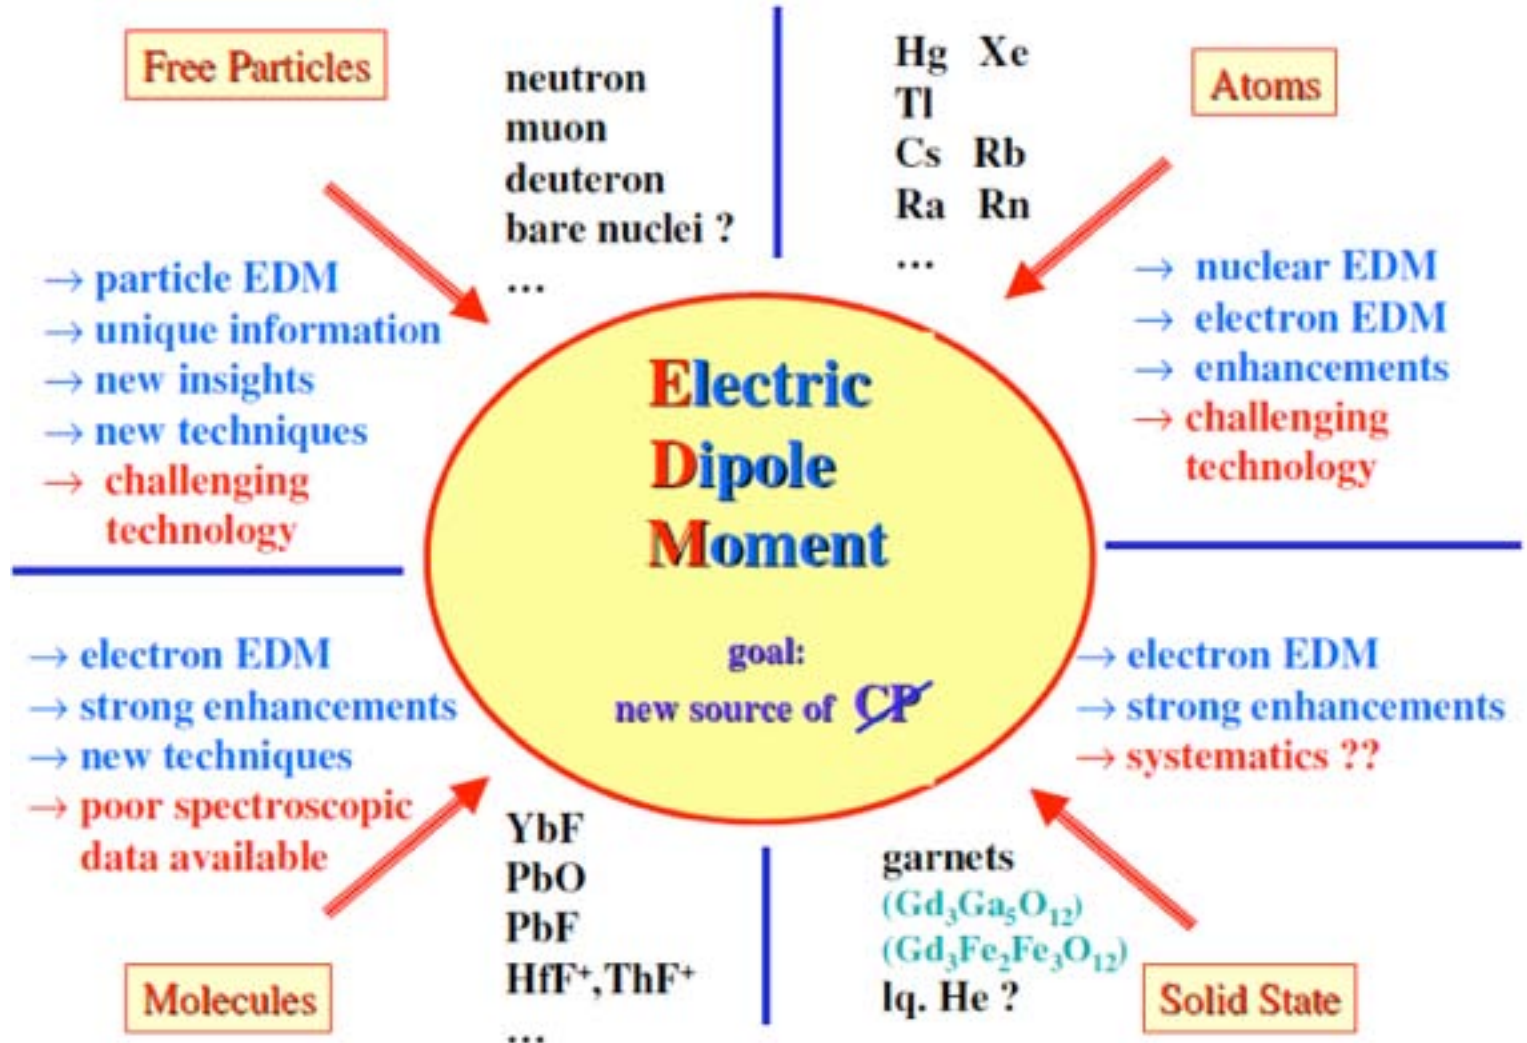 Free Particles
neutron
muon
deuteron
bare nuclei ?
...
→ particle EDM
→ unique information
→ new insights
→ new techniques
→ challenging
technology
Hg Xe
Tl
Cs Rb
Ra Rn
...
Atoms
→ nuclear EDM
→ electron EDM
→ enhancements
→ challenging
technology
Electric
Dipole
Moment
goal:
new source of CP
→ electron EDM
→ strong enhancements
→ new techniques
→ poor spectroscopic
data available
Molecules
YbF
PbO
PbF
HfF⁺,ThF⁺
...
→ electron EDM
→ strong enhancements
→ systematics ??
garnets
(Gd₃Ga₅O₁₂)
(Gd₃Fe₂Fe₃O₁₂)
lq. He ?
Solid State